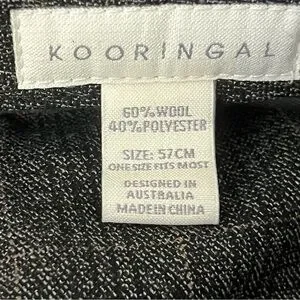 KOORINGAL
60% WOOL
40% POLYESTER
SIZE: 57CM
ONE SIZE FITS MOST
DESIGNED IN
AUSTRALIA
MADE IN CHINA